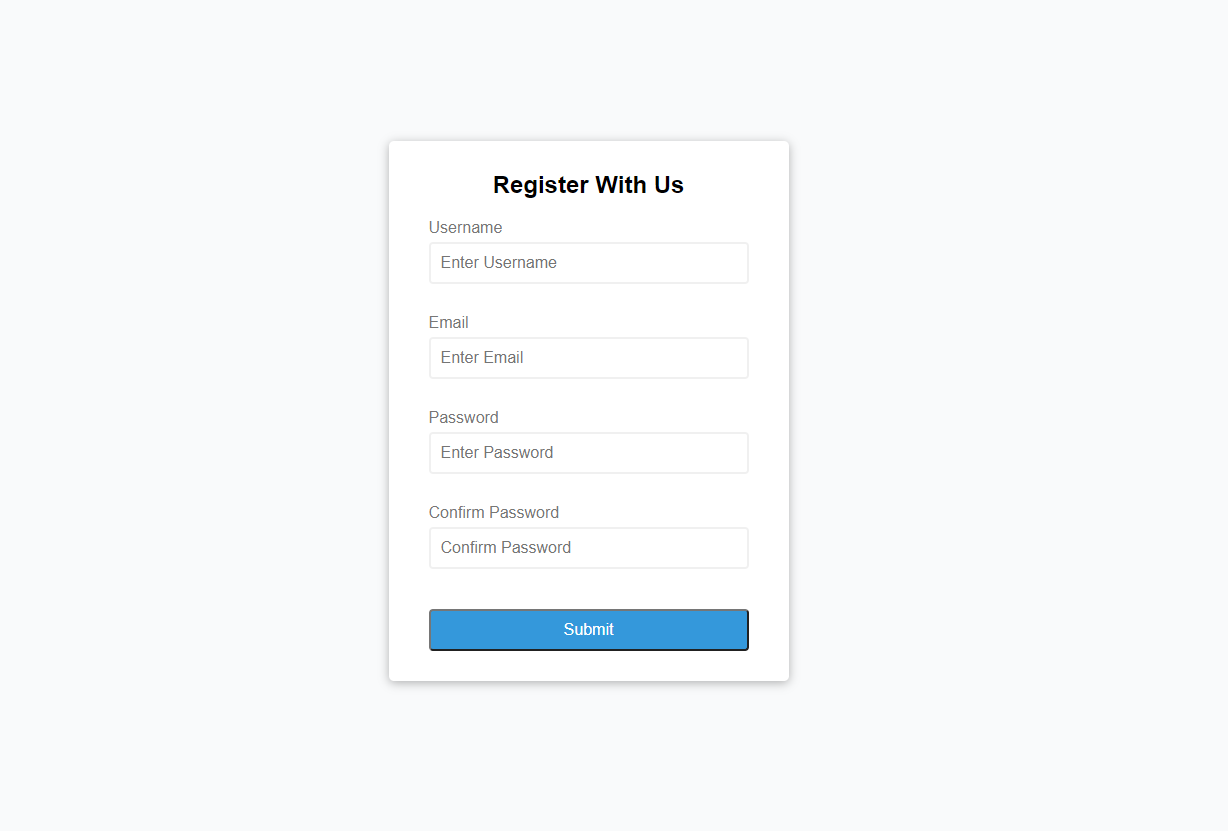 Register With Us
Username
Enter Username
Email
Enter Email
Password
Enter Password
Confirm Password
Confirm Password
Submit